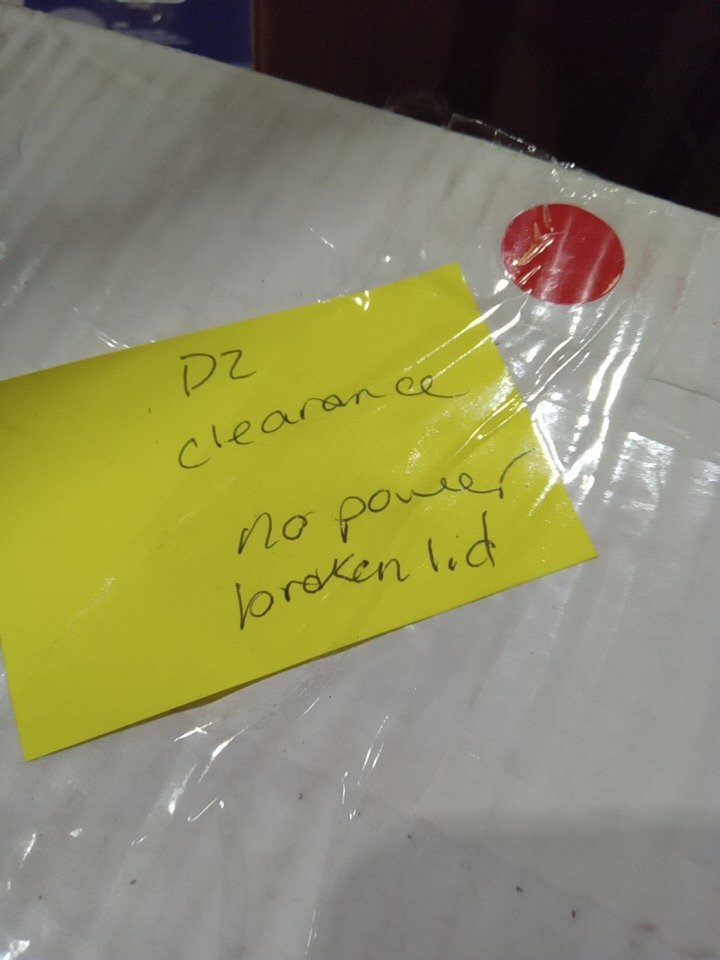 D2
clearance
no power
broken lid